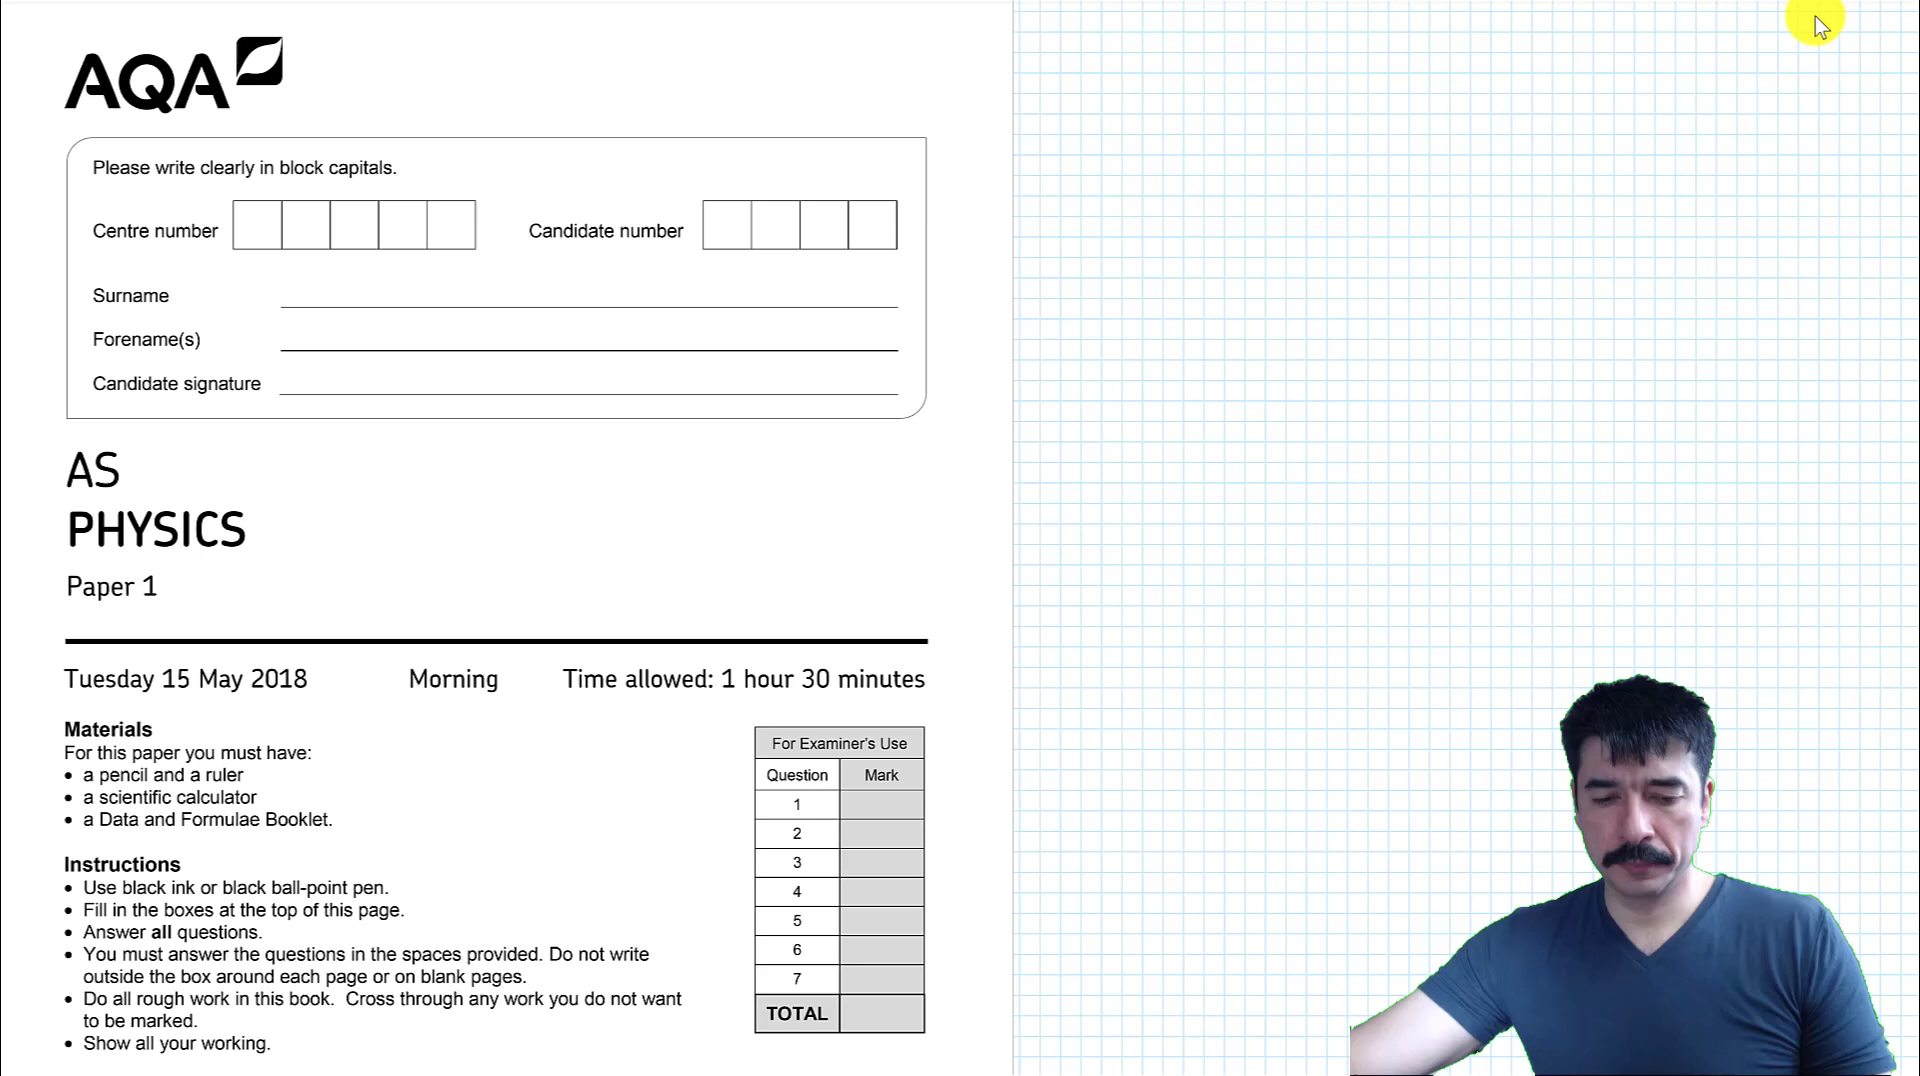 AQA
Please write clearly in block capitals.
Centre number
Candidate number
Surname
Forename(s)
Candidate signature
AS
PHYSICS
Paper 1
Tuesday 15 May 2018 Morning Time allowed: 1 hour 30 minutes
Materials
For this paper you must have:
• a pencil and a ruler
• a scientific calculator
• a Data and Formulae Booklet.
Instructions
• Use black ink or black ball-point pen.
• Fill in the boxes at the top of this page.
• Answer all questions.
• You must answer the questions in the spaces provided. Do not write
outside the box around each page or on blank pages.
• Do all rough work in this book. Cross through any work you do not want
to be marked.
• Show all your working.
For Examiner's Use
Question Mark
1
2
3
4
5
6
7
TOTAL